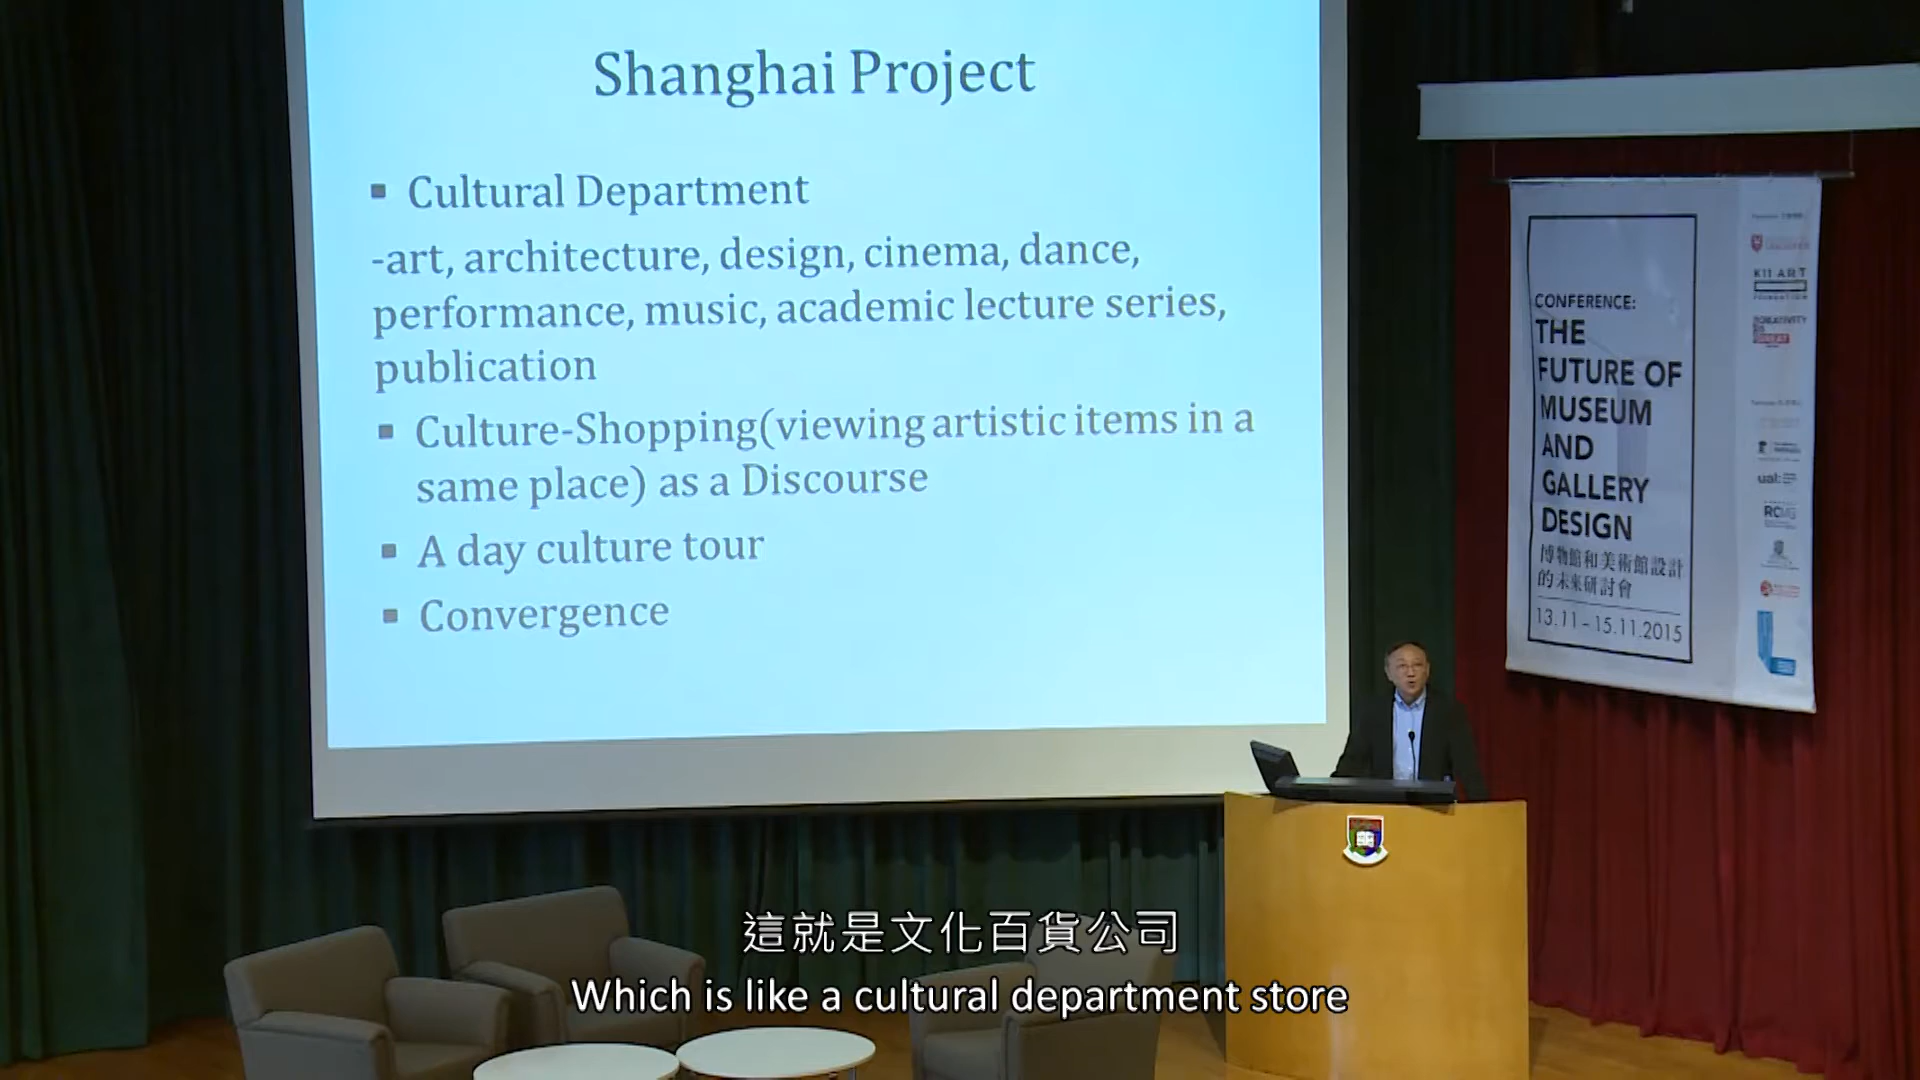 Shanghai Project
▪ Cultural Department
-art, architecture, design, cinema, dance,
performance, music, academic lecture series,
publication
▪ Culture-Shopping(viewing artistic items in a
same place) as a Discourse
▪ A day culture tour
▪ Convergence
CONFERENCE:
THE
FUTURE OF
MUSEUM
AND
GALLERY
DESIGN
博物館和美術館設計
的未來研討會
13.11 – 15.11.2015
K11 ART
FOUNDATION
GREAT
ual:
RCMG
這就是文化百貨公司
Which is like a cultural department store